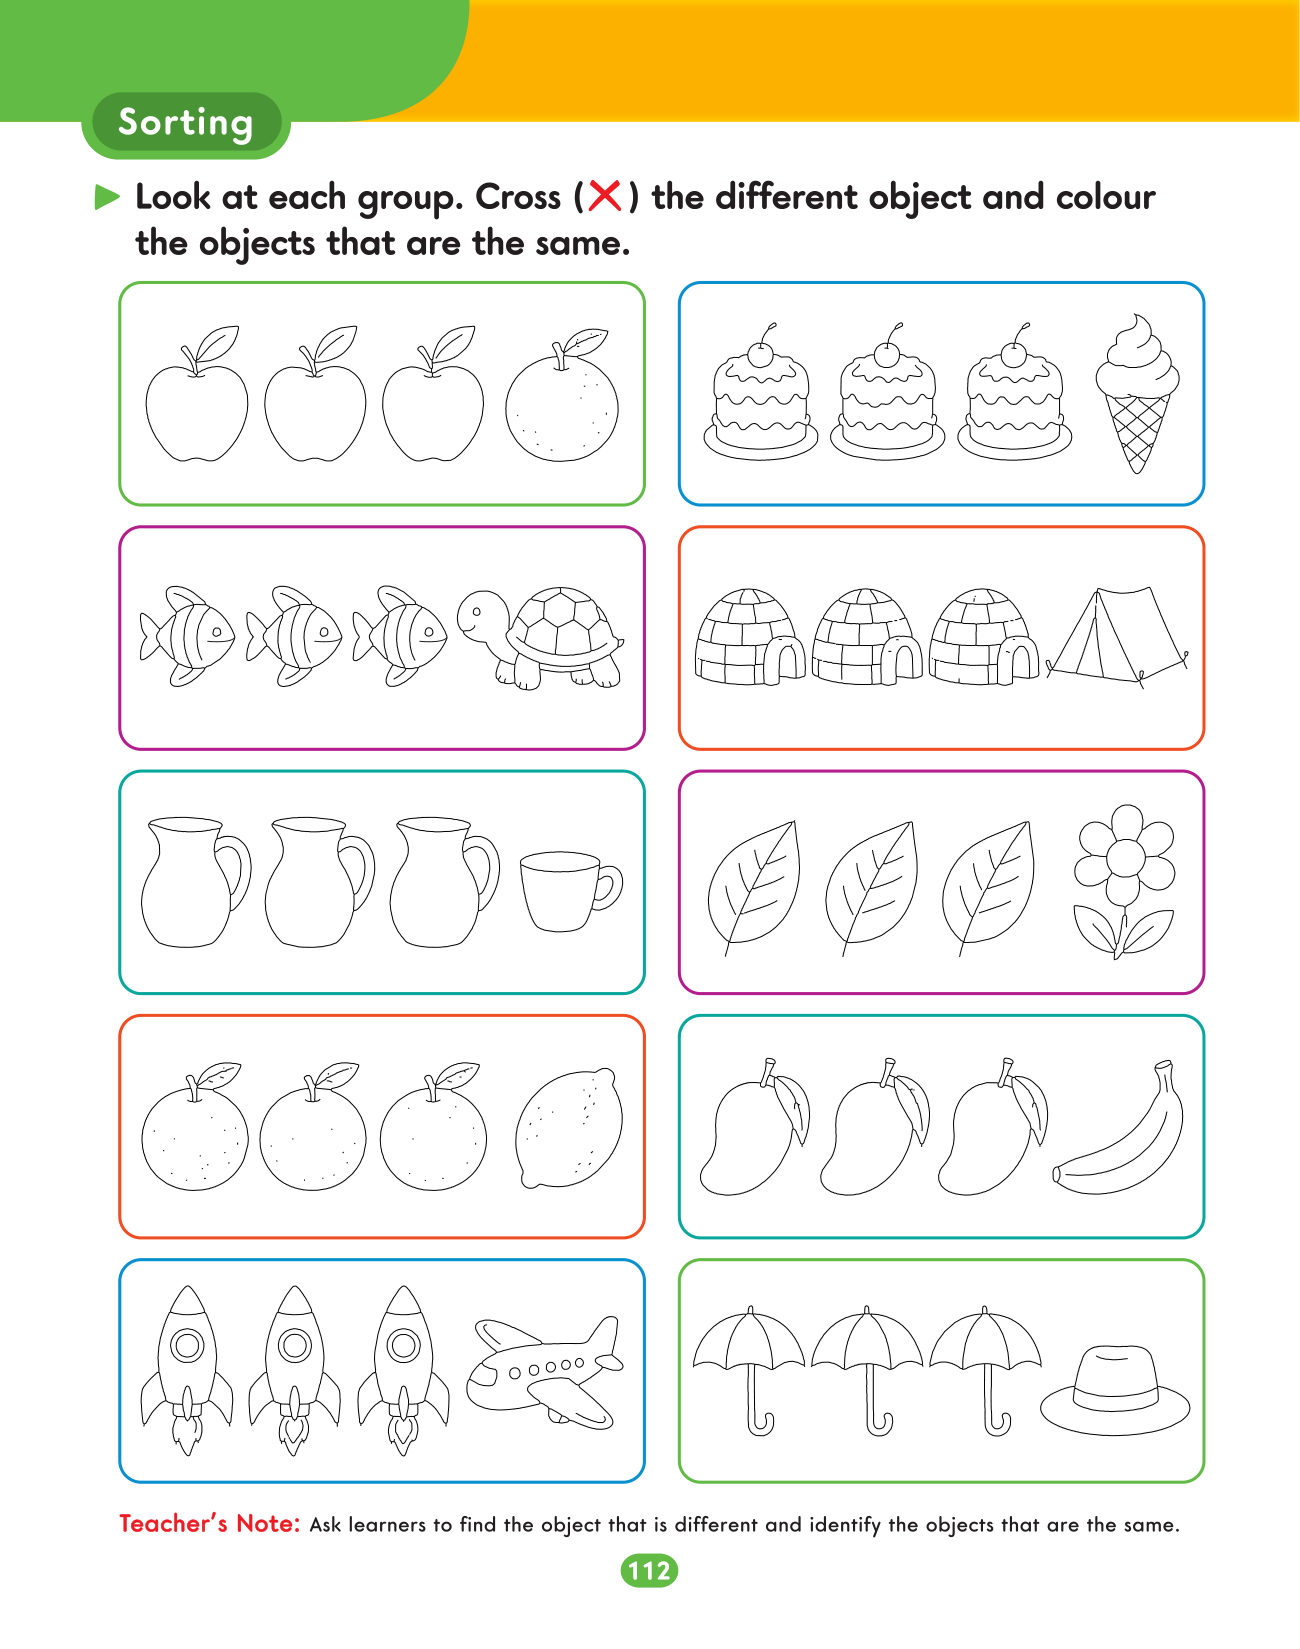 Sorting
Look at each group. Cross (❌) the different object and colour
the objects that are the same.
Teacher's Note: Ask learners to find the object that is different and identify the objects that are the same.
112